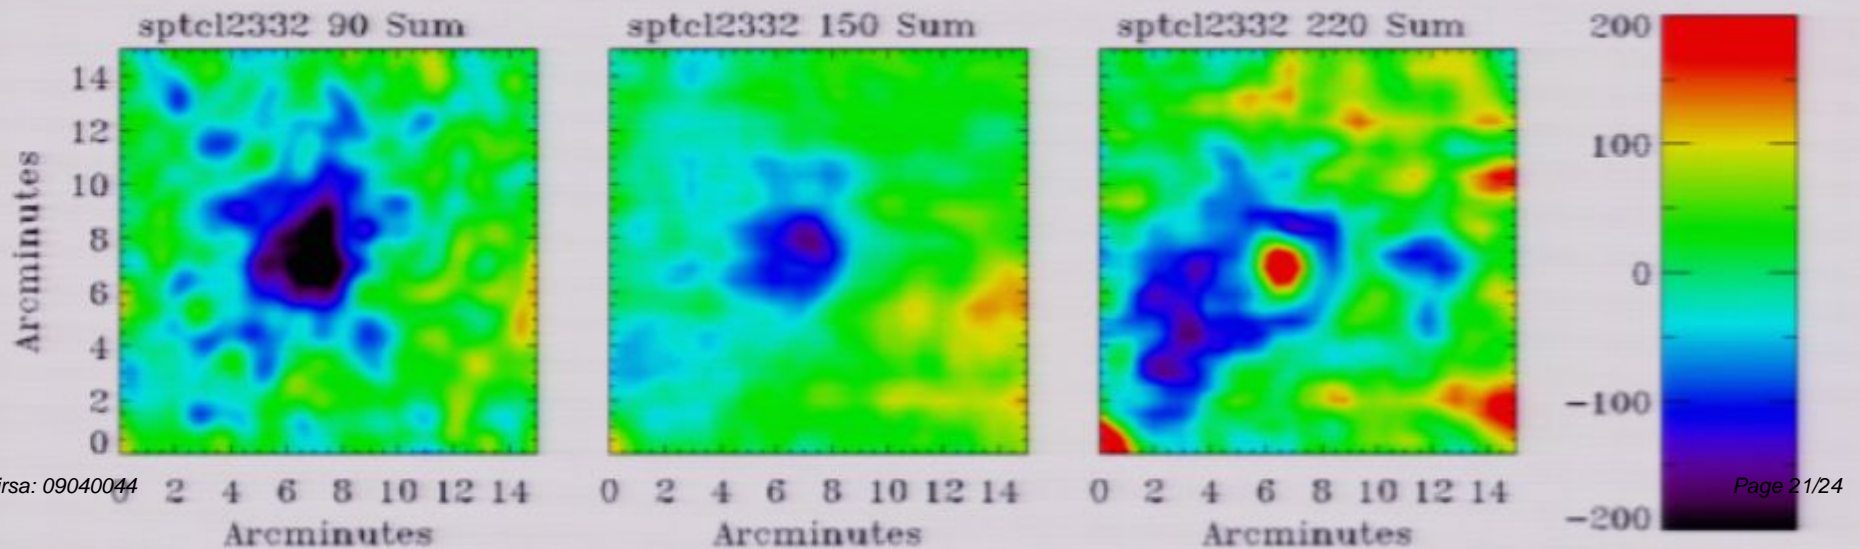 sptcl2332 90 Sum
sptcl2332 150 Sum
sptcl2332 220 Sum
200
100
0
-100
-200
Arcminutes
14
12
10
8
6
4
2
0
2 4 6 8 10 12 14
0 2 4 6 8 10 12 14
0 2 4 6 8 10 12 14
Arcminutes
Arcminutes
Arcminutes
irsa: 09040044
Page 21/24